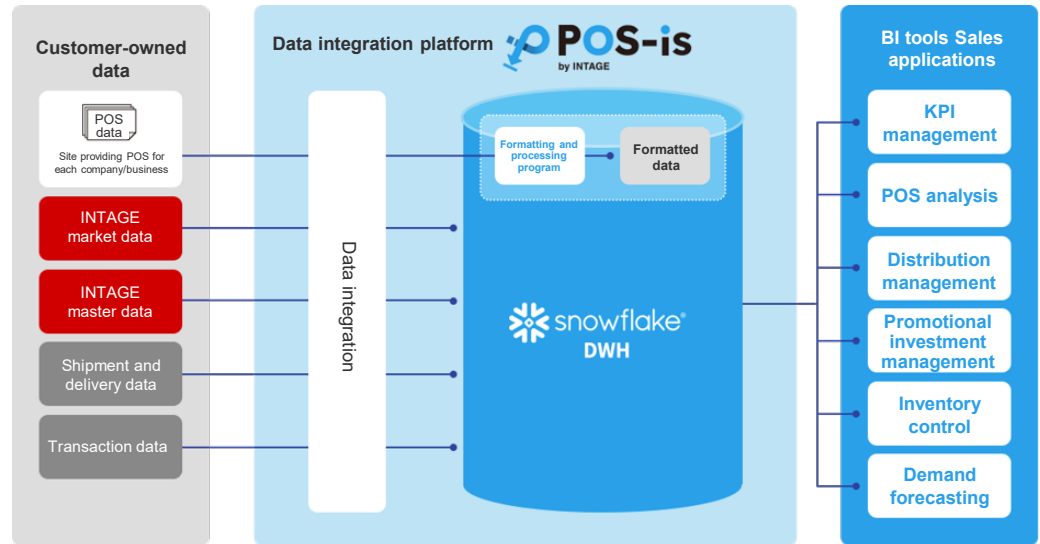 Customer-owned
data
POS
data
Site providing POS for
each company/business
INTAGE
market data
INTAGE
master data
Shipment and
delivery data
Transaction data
Data integration platform
POS-is
by INTAGE
Data integration
Formatting and
processing
program
Formatted
data
snowflake®
DWH
BI tools Sales
applications
KPI
management
POS analysis
Distribution
management
Promotional
investment
management
Inventory
control
Demand
forecasting